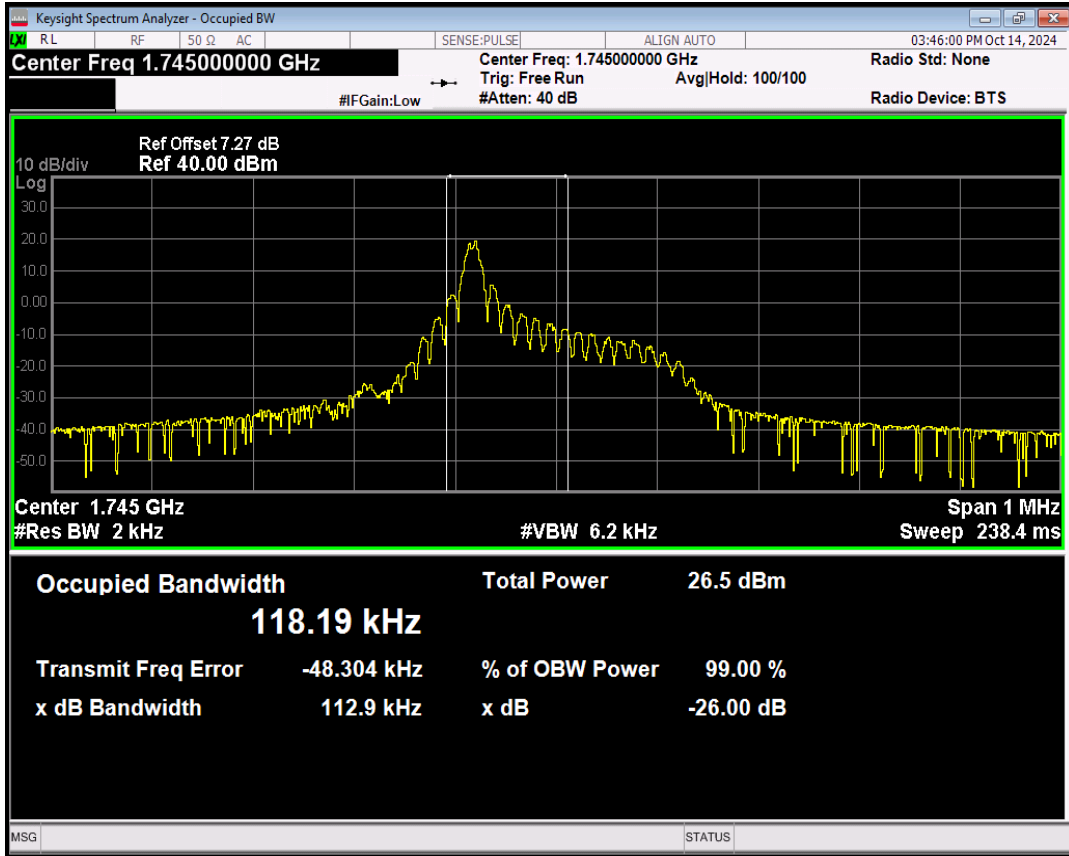 Keysight Spectrum Analyzer - Occupied BW
LXI RL RF 50 Ω AC SENSE:PULSE ALIGN AUTO 03:46:00 PM Oct 14, 2024
Center Freq 1.745000000 GHz Center Freq: 1.745000000 GHz Radio Std: None
Trig: Free Run Avg|Hold: 100/100
#IFGain:Low #Atten: 40 dB Radio Device: BTS
Ref Offset 7.27 dB
10 dB/div Ref 40.00 dBm
Log
30.0
20.0
10.0
0.00
-10.0
-20.0
-30.0
-40.0
-50.0
Center 1.745 GHz Span 1 MHz
#Res BW 2 kHz #VBW 6.2 kHz Sweep 238.4 ms
Occupied Bandwidth Total Power 26.5 dBm
118.19 kHz
Transmit Freq Error -48.304 kHz % of OBW Power 99.00 %
x dB Bandwidth 112.9 kHz x dB -26.00 dB
MSG STATUS